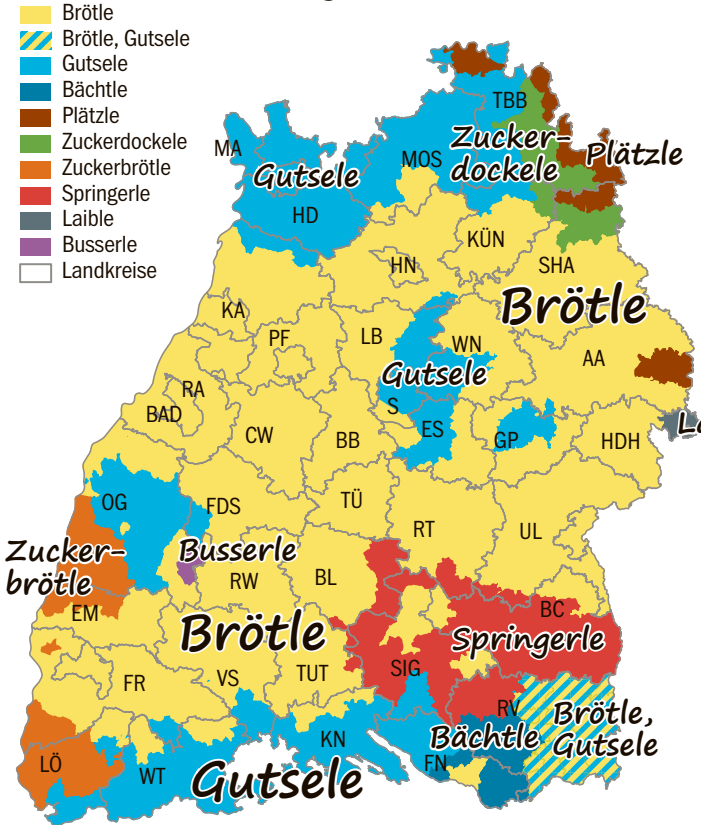 Brötle
Brötle, Gutsele
Gutsele
Bächtle
Plätzle
Zuckerdockele
Zuckerbrötle
Springerle
Laible
Busserle
Landkreise
TBB
MA
Gutsele
MOS
Zucker-
dockele
Plätzle
HD
KÜN
HN
SHA
Brötle
KA
PF
LB
WN
AA
Gutsele
RA
BAD
S
CW
BB
ES
GP
HDH
OG
FDS
TÜ
RT
UL
Zucker-
brötle
Busserle
RW
BL
EM
BC
Brötle
Springerle
SIG
FR
VS
TUT
RV
Brötle,
Gutsele
Bächtle
KN
FN
LÖ
WT
Gutsele